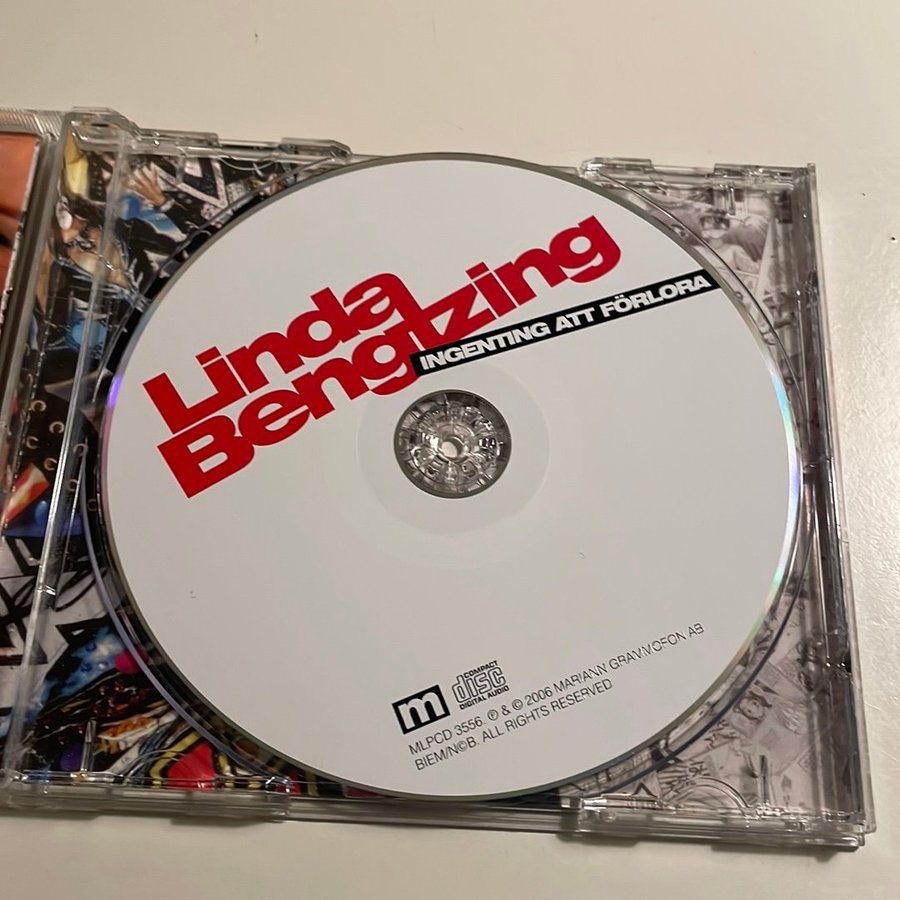 Linda
Bengtzing
INGENTING ATT FÖRLORA
m
COMPACT
disc
DIGITAL AUDIO
MLPCD 3556. ℗ & © 2006 MARIANN GRAMMOFON AB
BIEM/N©B. ALL RIGHTS RESERVED